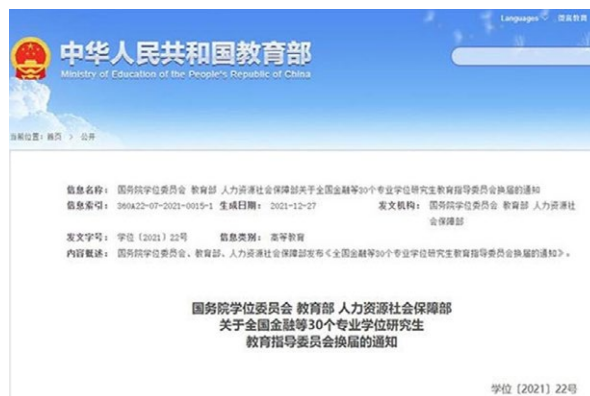 Languages
微言教育
中华人民共和国教育部
Ministry of Education of the People's Republic of China
当前位置: 首页 > 公开
信息名称: 国务院学位委员会 教育部 人力资源社会保障部关于全国金融等30个专业学位研究生教育指导委员会换届的通知
信息索引: 360A22-07-2021-0015-1 生成日期: 2021-12-27 发文机构: 国务院学位委员会 教育部 人力资源社
会保障部
发文字号: 学位〔2021〕22号 信息类别: 高等教育
内容概述: 国务院学位委员会、教育部、人力资源社会保障部发布《全国金融等30个专业学位研究生教育指导委员会换届的通知》。
国务院学位委员会 教育部 人力资源社会保障部
关于全国金融等30个专业学位研究生
教育指导委员会换届的通知
学位〔2021〕22号